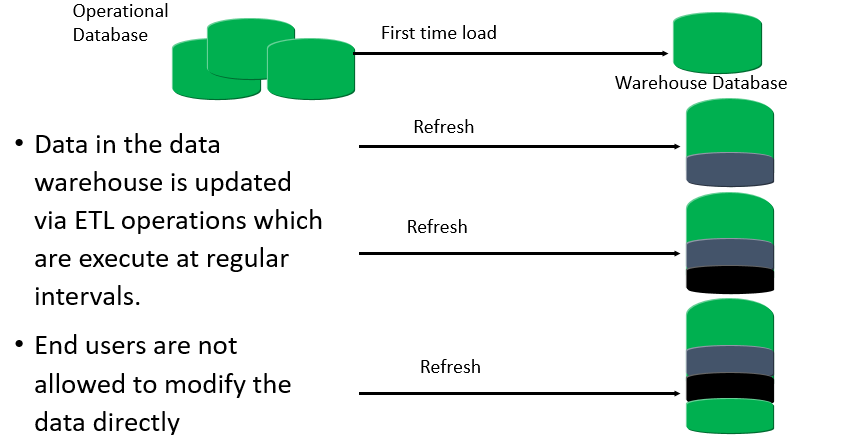 Operational
Database
First time load
Warehouse Database
Refresh
• Data in the data
warehouse is updated
via ETL operations which
are execute at regular
intervals.
Refresh
• End users are not
allowed to modify the
data directly
Refresh